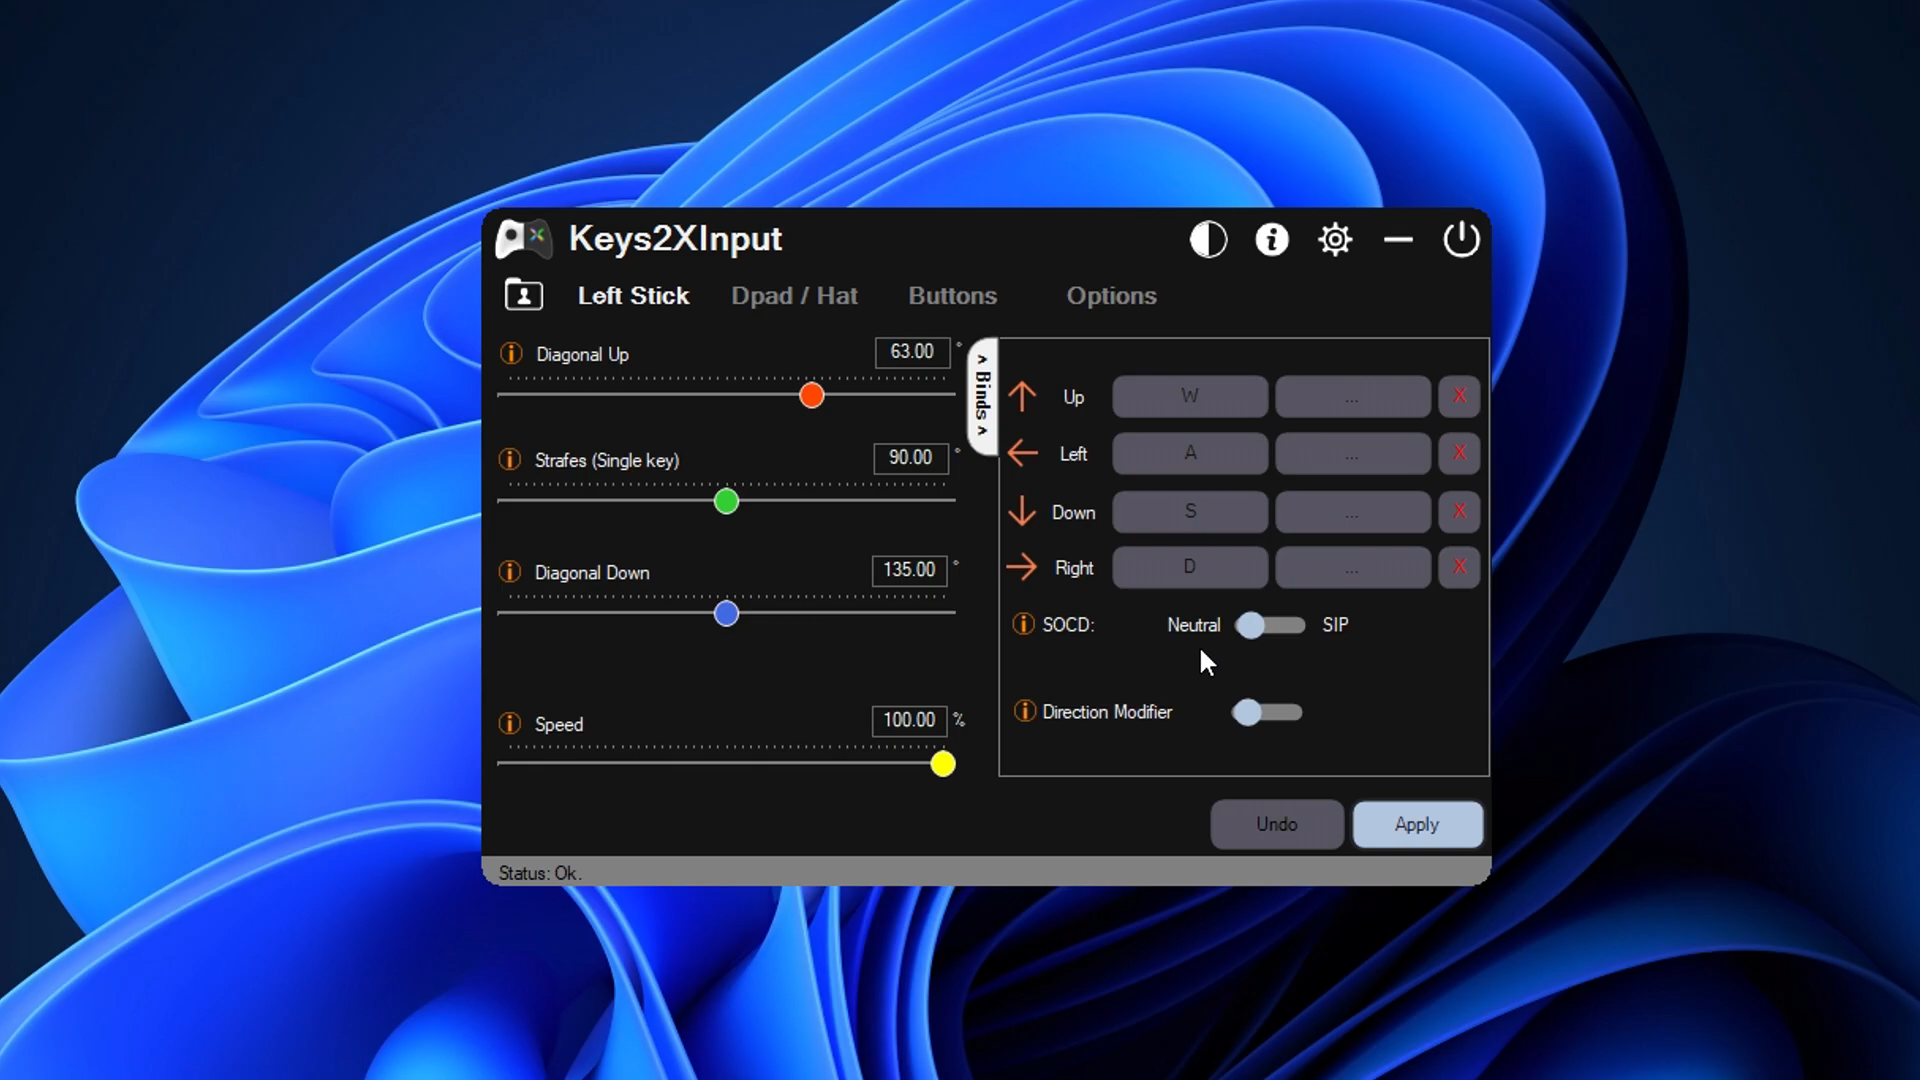 Keys2XInput
Left Stick Dpad / Hat Buttons Options
Diagonal Up 63.00 °
Strafes (Single key) 90.00 °
Diagonal Down 135.00 °
Speed 100.00 %
< Binds <
Up W ... X
Left A ... X
Down S ... X
Right D ... X
SOCD: Neutral SIP
Direction Modifier
Undo Apply
Status: Ok.